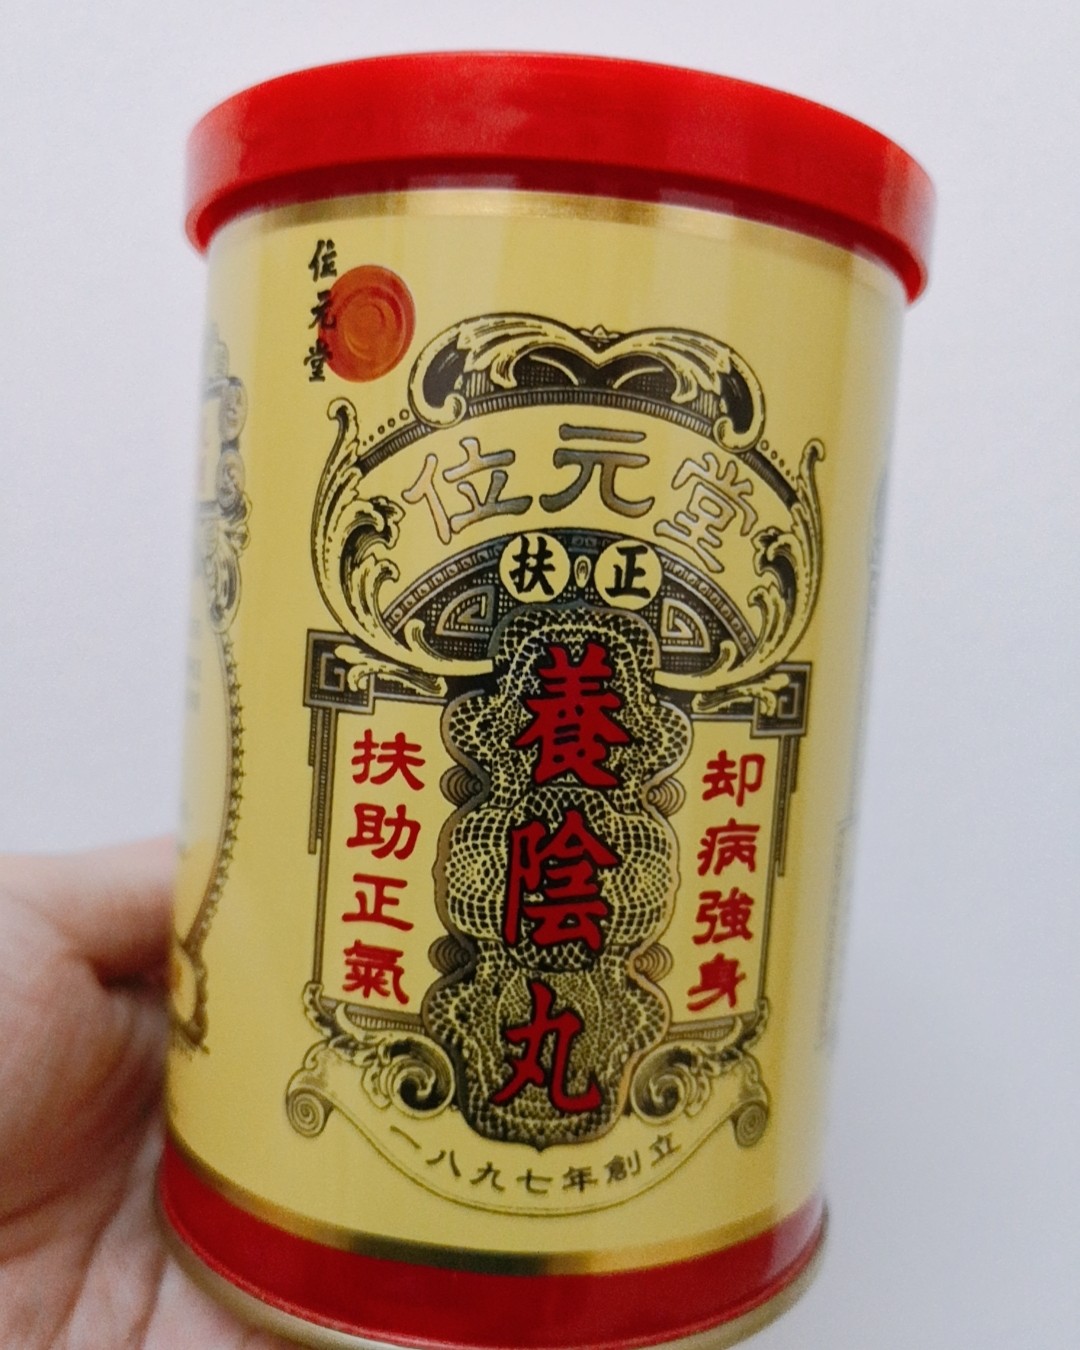 位元堂
位元堂
扶正
養陰丸
却病強身
扶助正氣
一八九七年創立